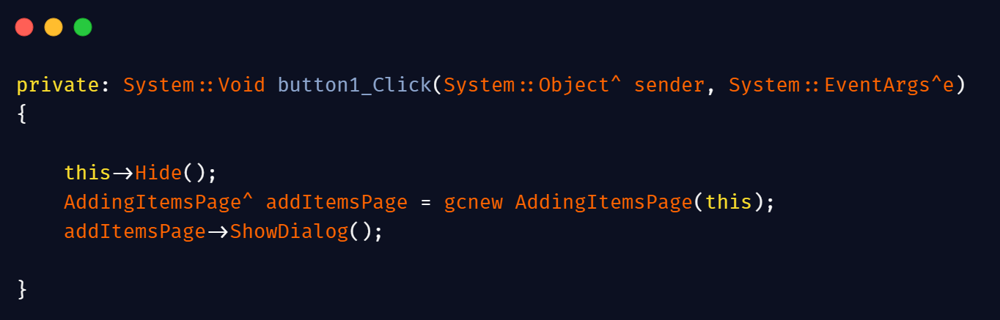 private: System::Void button1_Click(System::Object^ sender, System::EventArgs^e)
{
this->Hide();
AddingItemsPage^ addItemsPage = gcnew AddingItemsPage(this);
addItemsPage->ShowDialog();
}